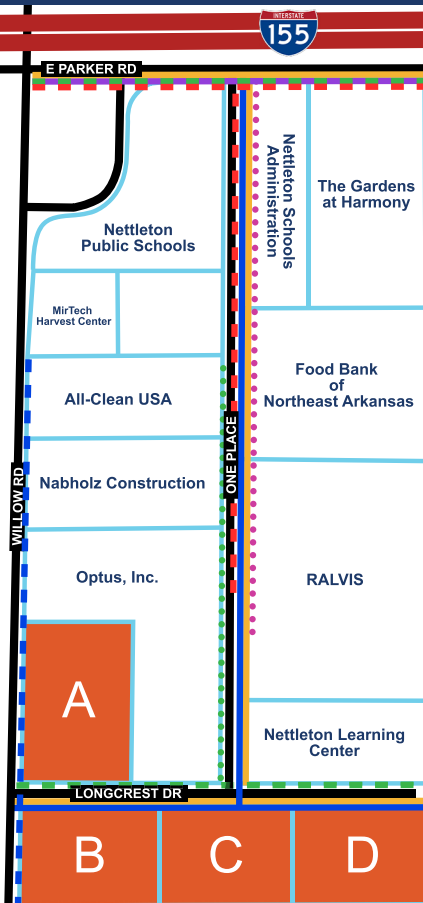 INTERSTATE
155
E PARKER RD
Nettleton Schools
Administration
The Gardens
at Harmony
Nettleton
Public Schools
MirTech
Harvest Center
Food Bank
of
Northeast Arkansas
All-Clean USA
ONE PLACE
WILLOW RD
Nabholz Construction
Optus, Inc.
RALVIS
A
Nettleton Learning
Center
LONGCREST DR
B
C
D